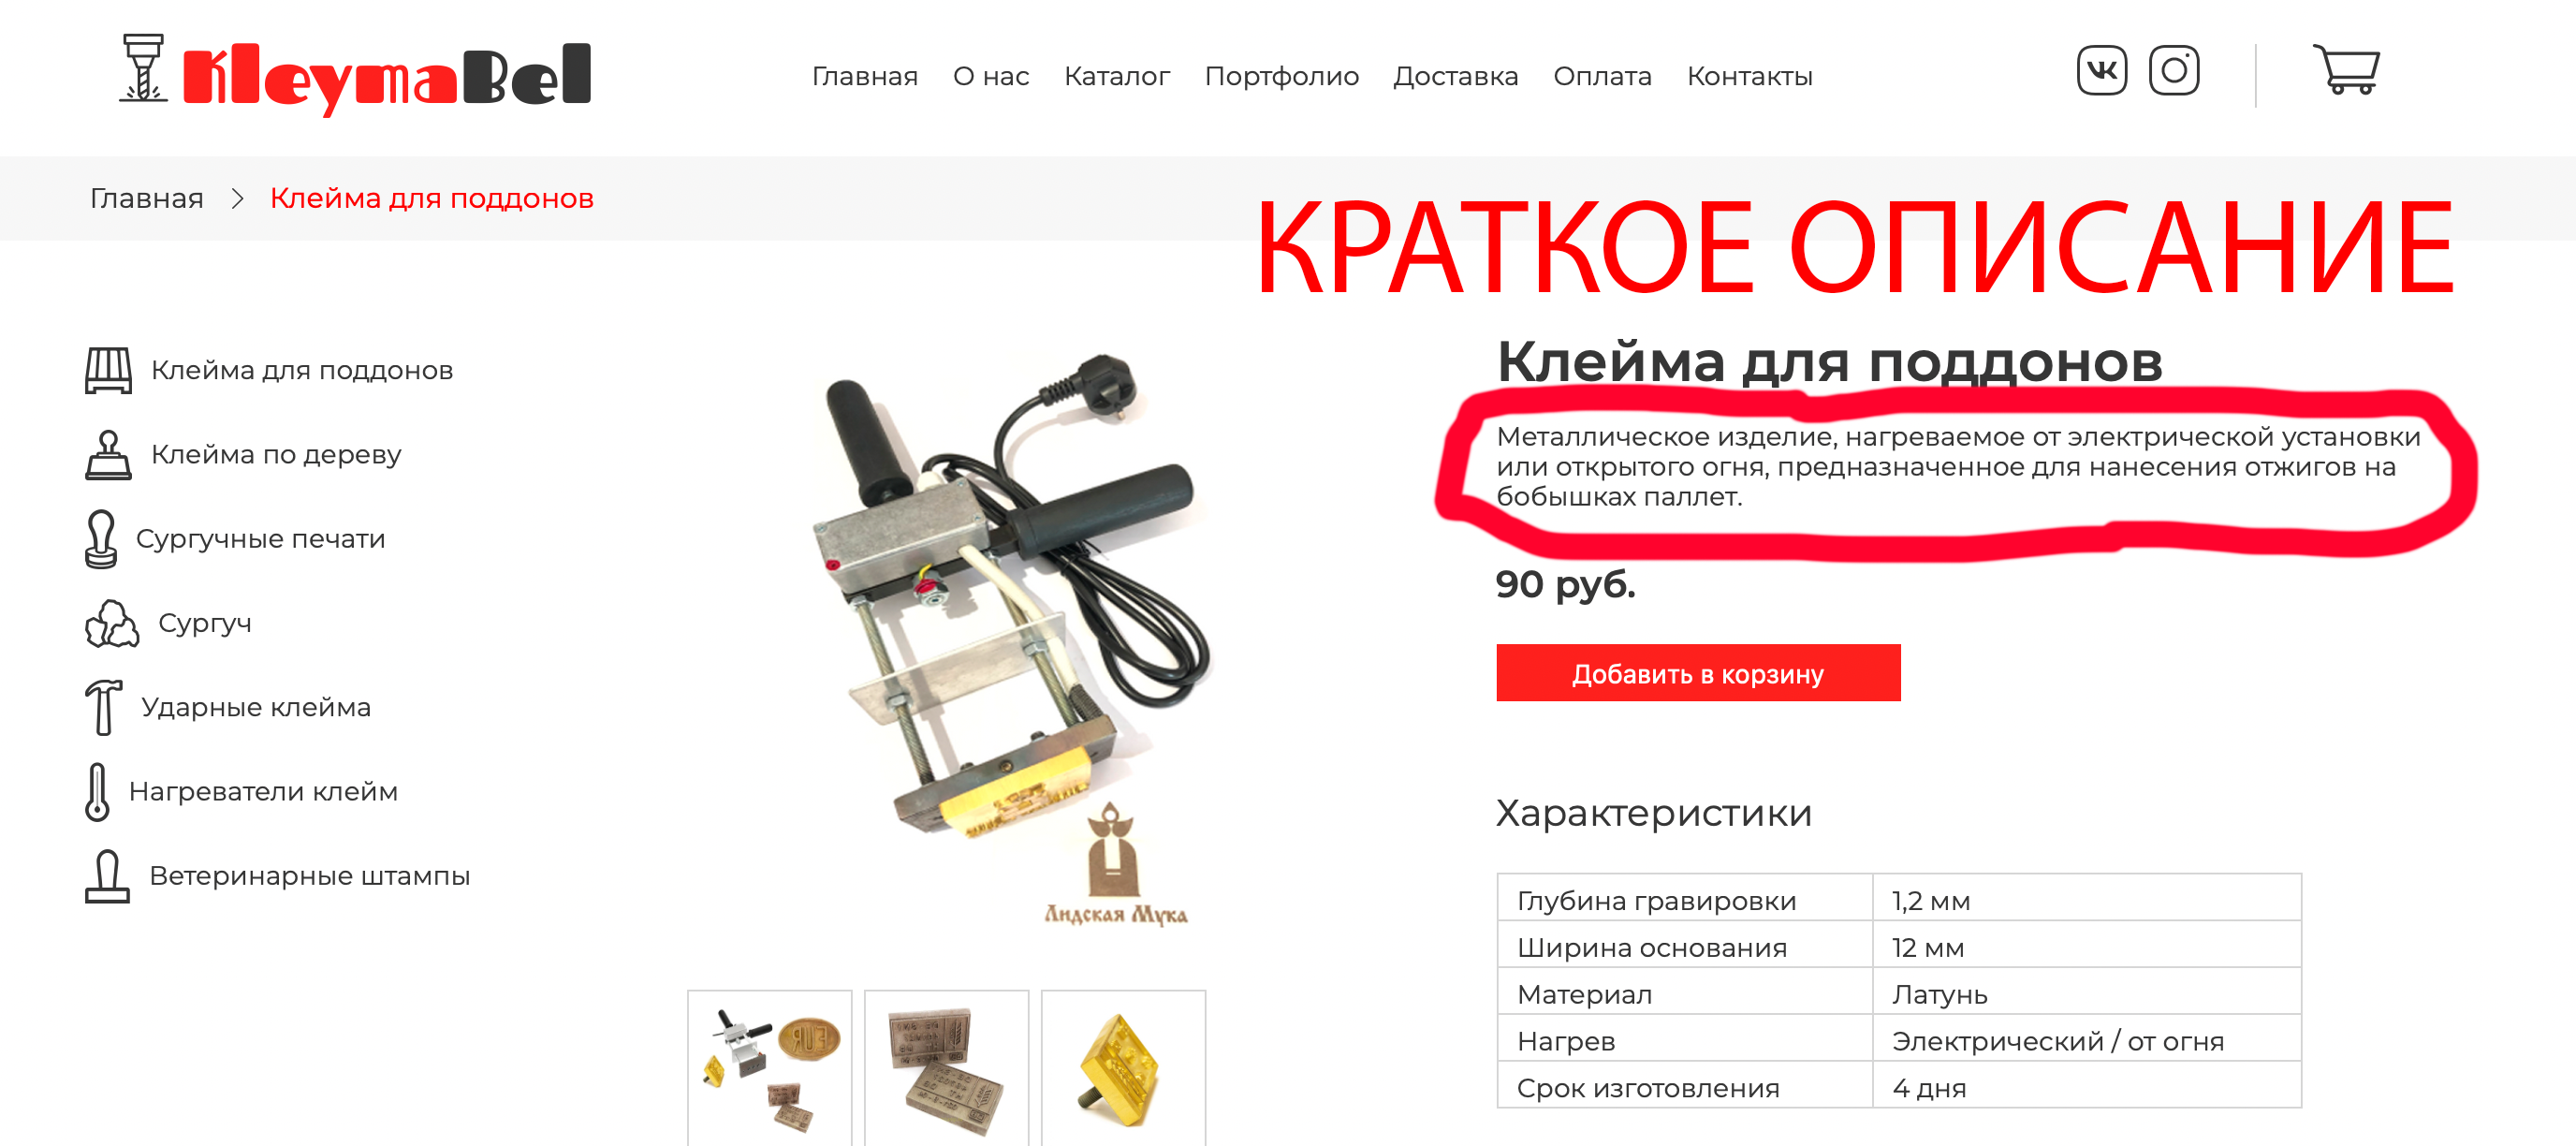 KleymaBel
Главная О нас Каталог Портфолио Доставка Оплата Контакты
Главная > Клейма для поддонов
КРАТКОЕ ОПИСАНИЕ
Клейма для поддонов
Клейма по дереву
Сургучные печати
Сургуч
Ударные клейма
Нагреватели клейм
Ветеринарные штампы
Лидская Мука
Клейма для поддонов
Металлическое изделие, нагреваемое от электрической установки
или открытого огня, предназначенное для нанесения отжигов на
бобышках паллет.
90 руб.
Добавить в корзину
Характеристики
Глубина гравировки 1,2 мм
Ширина основания 12 мм
Материал Латунь
Нагрев Электрический / от огня
Срок изготовления 4 дня